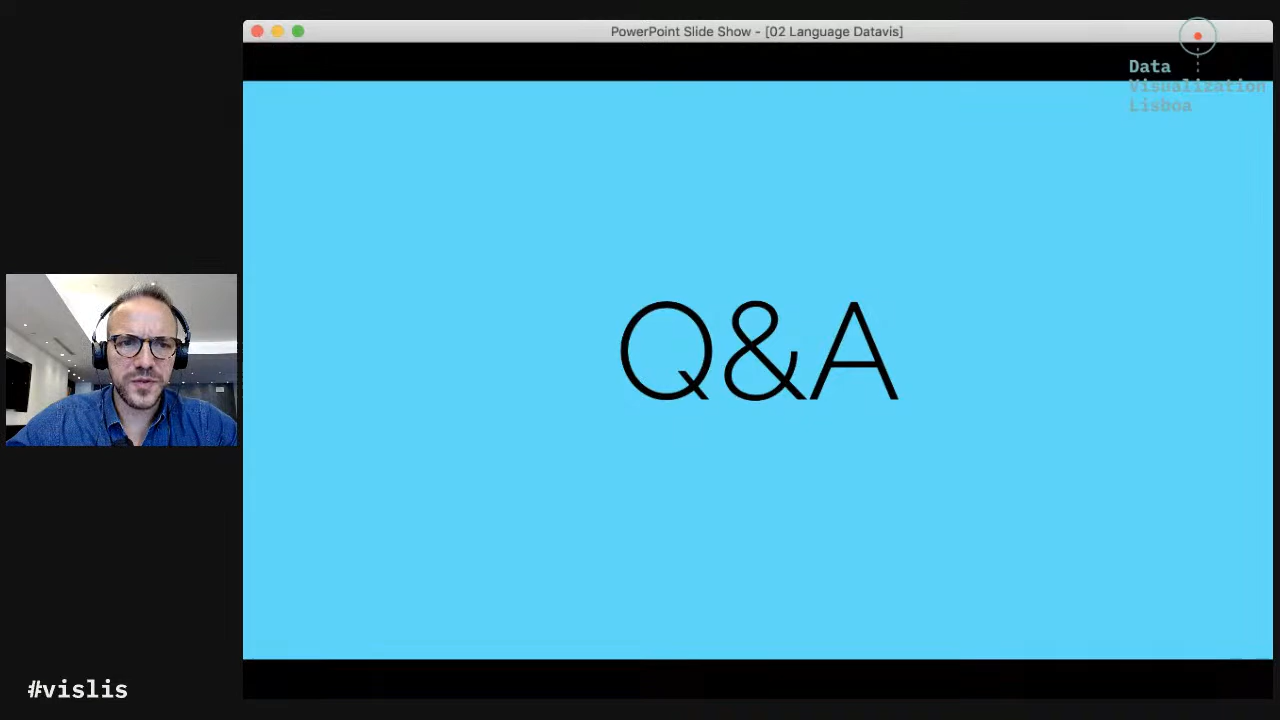 PowerPoint Slide Show - [02 Language Datavis]
Data
Visualization
Lisboa
Q&A
#vislis